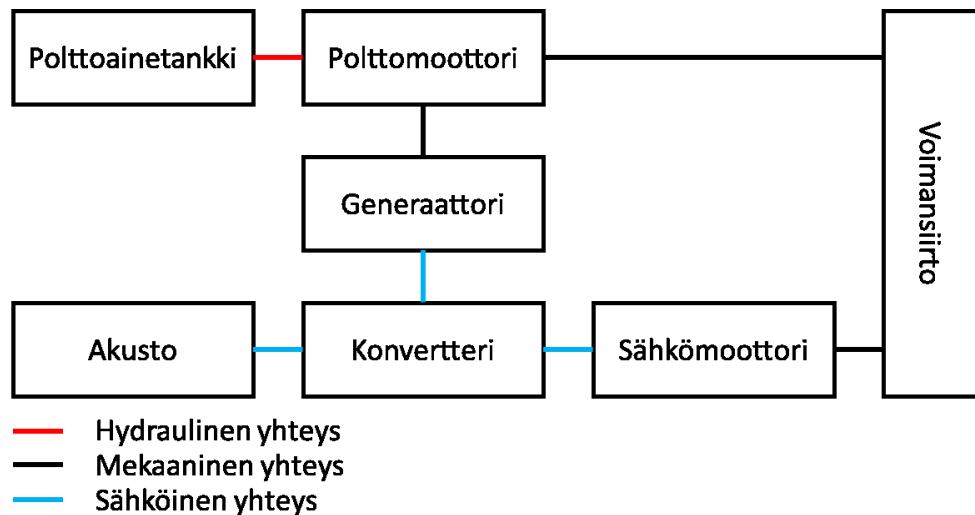 Polttoainetankki
Polttomoottori
Voimansiirto
Generaattori
Akusto
Konvertteri
Sähkömoottori
Hydraulinen yhteys
Mekaaninen yhteys
Sähköinen yhteys